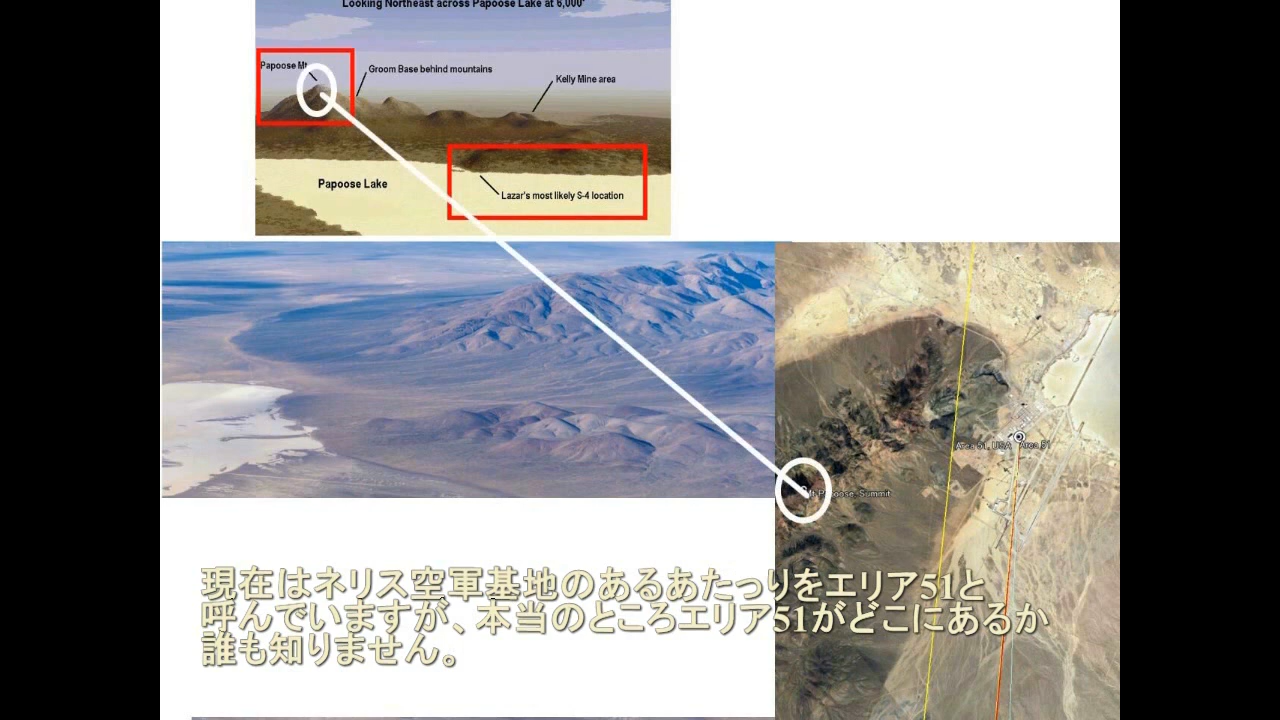 Looking Northeast across Papoose Lake at 6,000'
Papoose Mt.
Groom Base behind mountains
Kelly Mine area
Papoose Lake
Lazar's most likely S-4 location
Area 51, USA
Area 51
Mt Papoose, Summit
現在はネリス空軍基地のあるあたっりをエリア51と
呼んでいますが、本当のところエリア51がどこにあるか
誰も知りません。